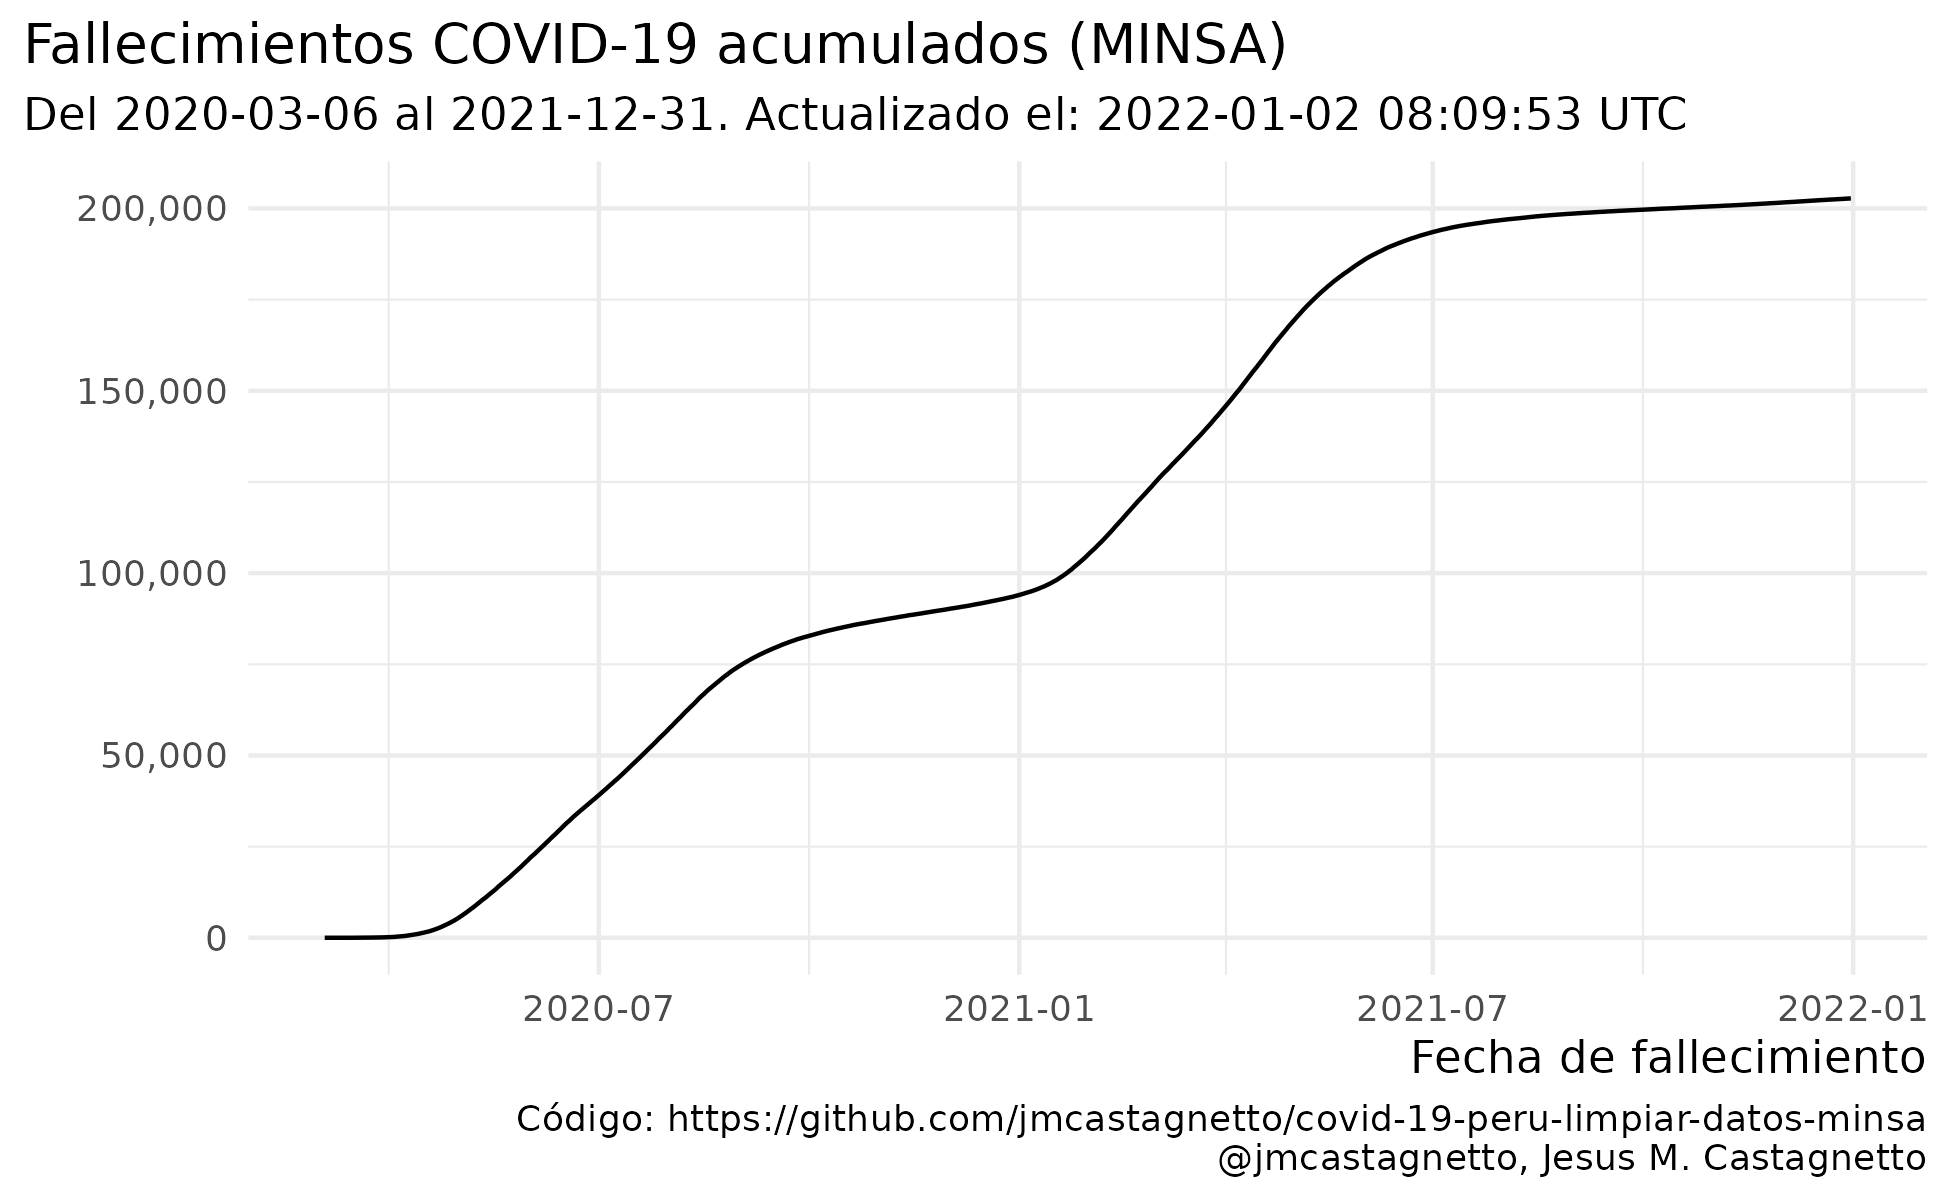 Fallecimientos COVID-19 acumulados (MINSA)
Del 2020-03-06 al 2021-12-31. Actualizado el: 2022-01-02 08:09:53 UTC
200,000
150,000
100,000
50,000
0
2020-07 2021-01 2021-07 2022-01
Fecha de fallecimiento
Código: https://github.com/jmcastagnetto/covid-19-peru-limpiar-datos-minsa
@jmcastagnetto, Jesus M. Castagnetto